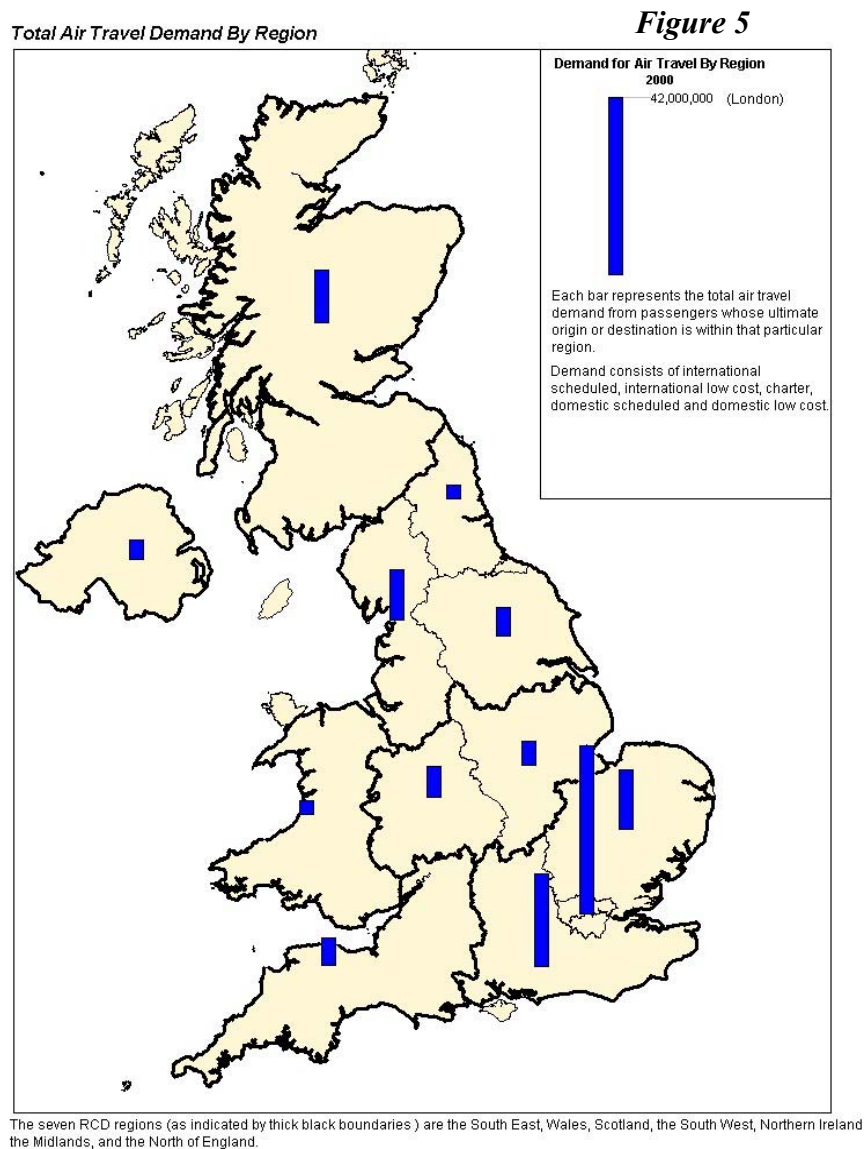 Total Air Travel Demand By Region
Figure 5
Demand for Air Travel By Region
2000
42,000,000 (London)
Each bar represents the total air travel
demand from passengers whose ultimate
origin or destination is within that particular
region.
Demand consists of international
scheduled, international low cost, charter,
domestic scheduled and domestic low cost.
The seven RCD regions (as indicated by thick black boundaries ) are the South East, Wales, Scotland, the South West, Northern Ireland
the Midlands, and the North of England.